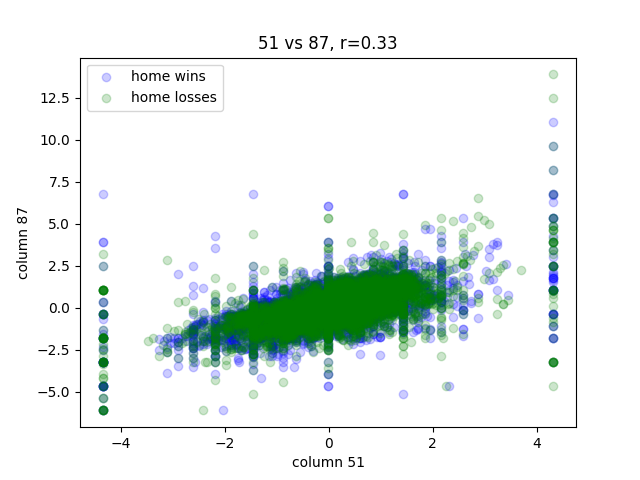 51 vs 87, r=0.33
home wins
home losses
12.5
10.0
7.5
5.0
2.5
0.0
−2.5
−5.0
column 87
−4
−2
0
2
4
column 51